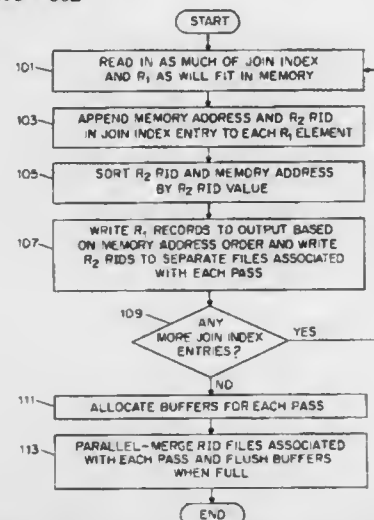 START
101
READ IN AS MUCH OF JOIN INDEX
AND R1 AS WILL FIT IN MEMORY
103
APPEND MEMORY ADDRESS AND R2 RID
IN JOIN INDEX ENTRY TO EACH R1 ELEMENT
105
SORT R2 RID AND MEMORY ADDRESS
BY R2 RID VALUE
107
WRITE R1 RECORDS TO OUTPUT BASED
ON MEMORY ADDRESS ORDER AND WRITE
R2 RIDS TO SEPARATE FILES ASSOCIATED
WITH EACH PASS
109
ANY
MORE JOIN INDEX
ENTRIES?
YES
NO
111
ALLOCATE BUFFERS FOR EACH PASS
113
PARALLEL-MERGE RID FILES ASSOCIATED
WITH EACH PASS AND FLUSH BUFFERS
WHEN FULL
END